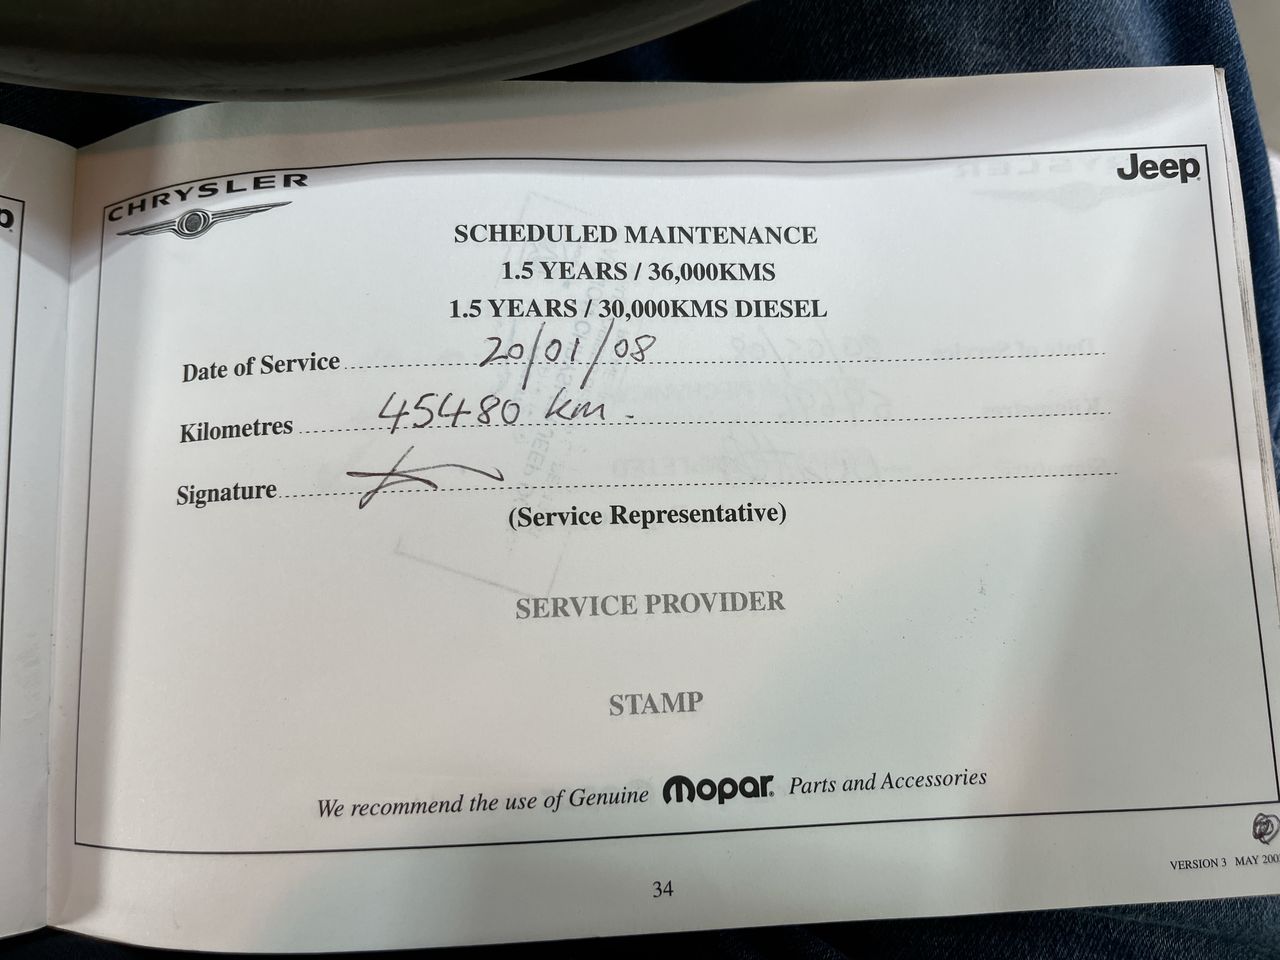 CHRYSLER
Jeep
SCHEDULED MAINTENANCE
1.5 YEARS / 36,000KMS
1.5 YEARS / 30,000KMS DIESEL
Date of Service 20/01/08
Kilometres 45480 km.
Signature
(Service Representative)
SERVICE PROVIDER
STAMP
We recommend the use of Genuine Mopar Parts and Accessories
VERSION 3 MAY
34